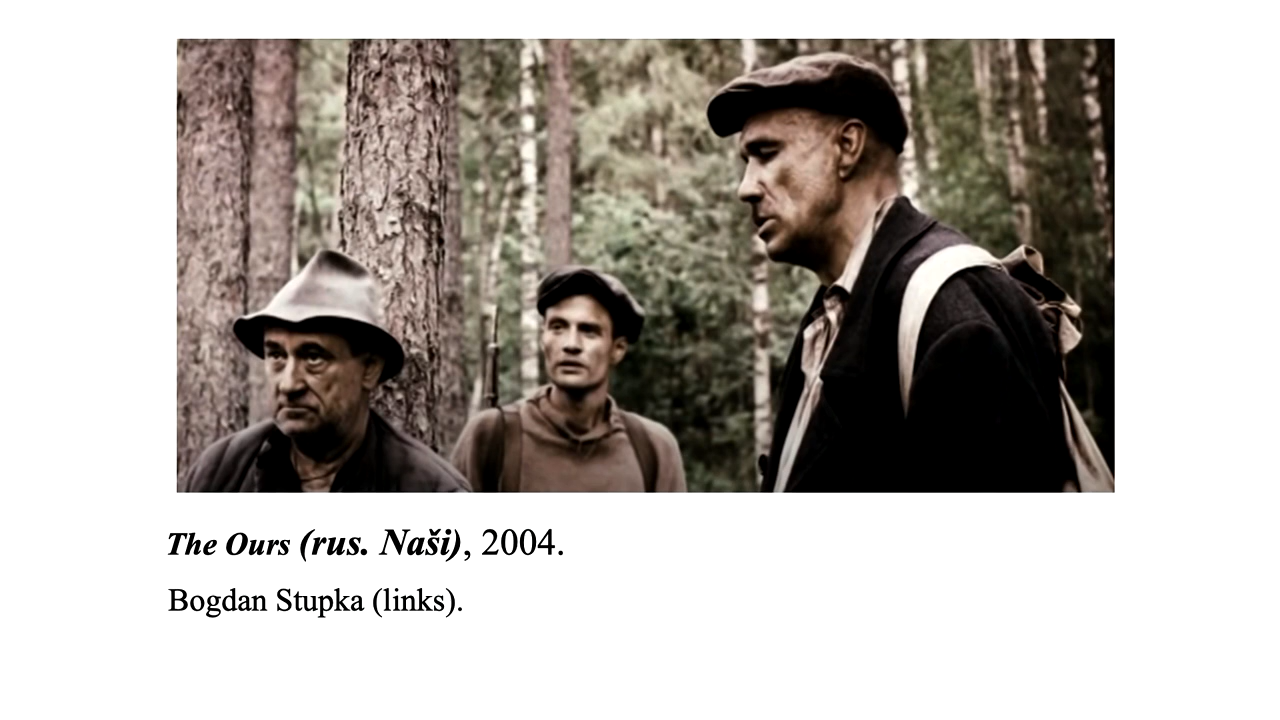 The Ours (rus. Naši), 2004.
Bogdan Stupka (links).